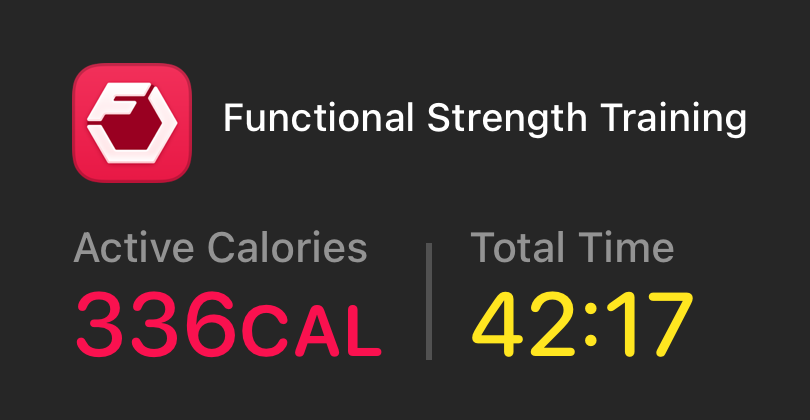 Functional Strength Training
Active Calories
336CAL
Total Time
42:17